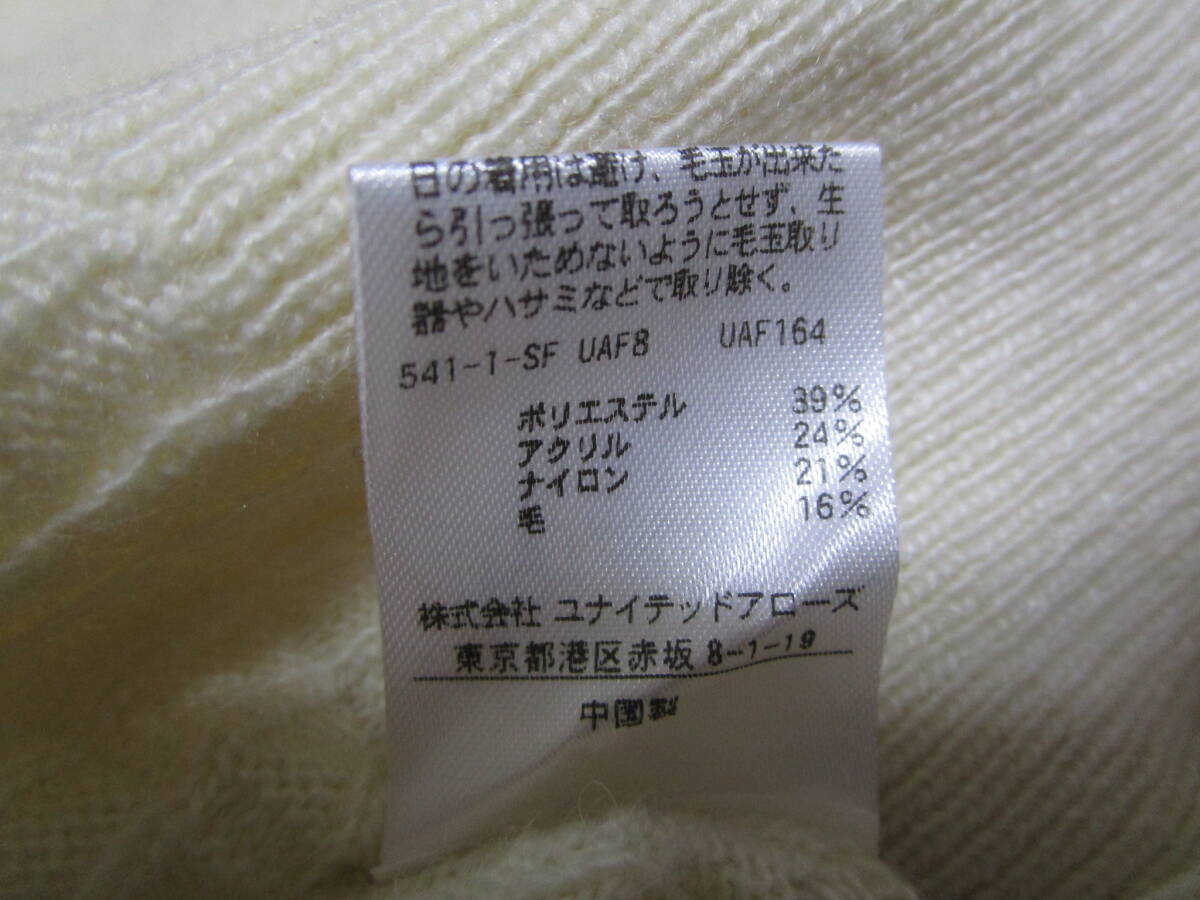 日の着用は避け、毛玉が出来た
ら引っ張って取ろうとせず、生
地をいためないように毛玉取り
器やハサミなどで取り除く。
541-1-SF UAF8 UAF164
ポリエステル 39%
アクリル 24%
ナイロン 21%
毛 16%
株式会社 ユナイテッドアローズ
東京都港区赤坂 8-1-19
中国製